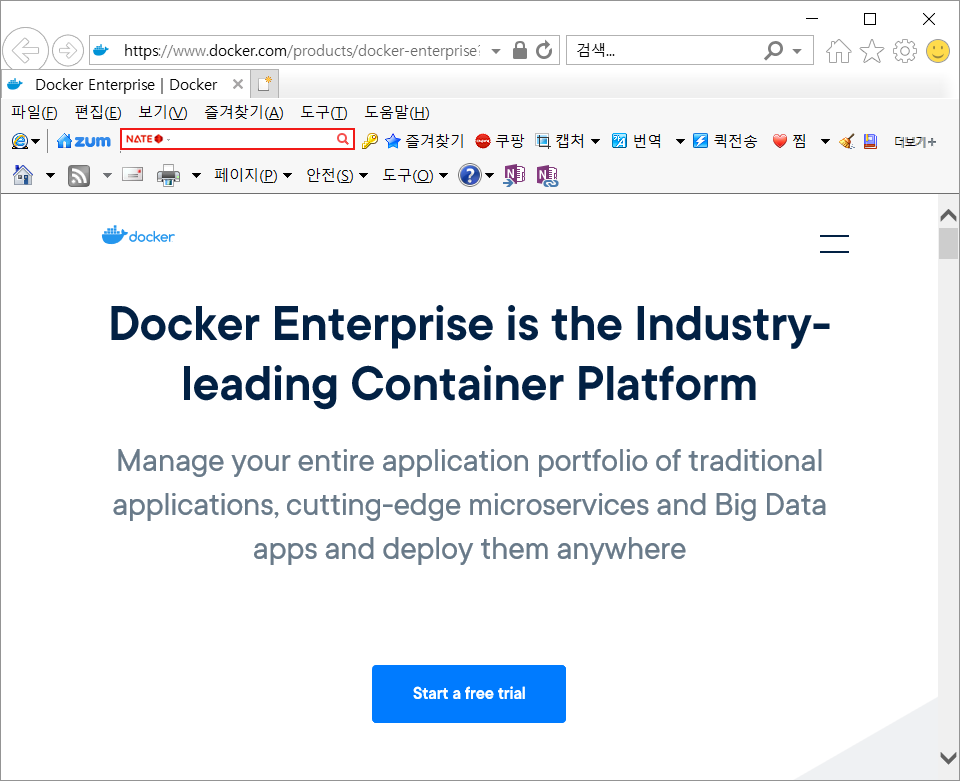 https://www.docker.com/products/docker-enterprise?
검색...
Docker Enterprise | Docker
파일(F) 편집(E) 보기(V) 즐겨찾기(A) 도구(T) 도움말(H)
zum NATE 즐겨찾기 쿠팡 캡처 번역 퀵전송 찜 더보기+
페이지(P) 안전(S) 도구(O)
docker
Docker Enterprise is the Industry-
leading Container Platform
Manage your entire application portfolio of traditional
applications, cutting-edge microservices and Big Data
apps and deploy them anywhere
Start a free trial